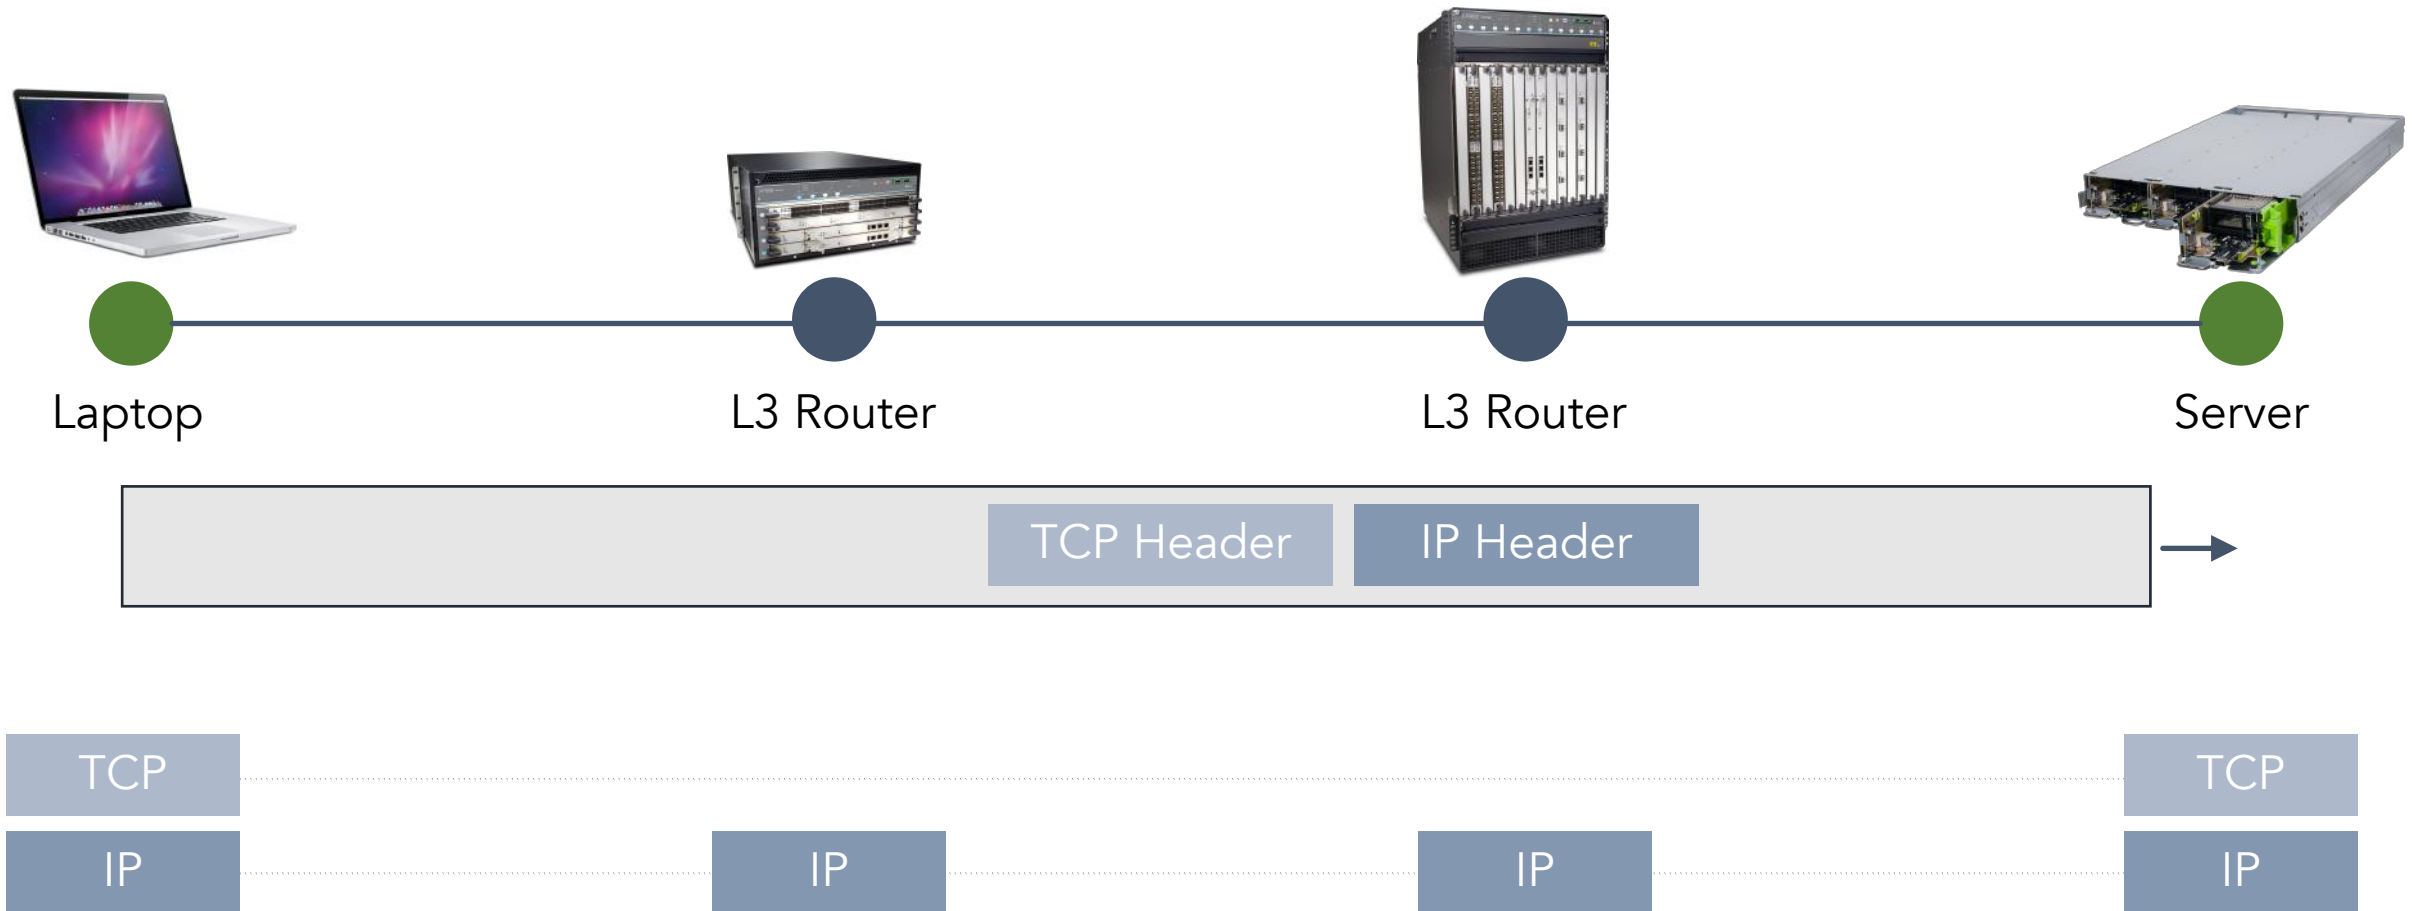 Laptop
L3 Router
L3 Router
Server
TCP Header
IP Header
TCP
TCP
IP
IP
IP
IP